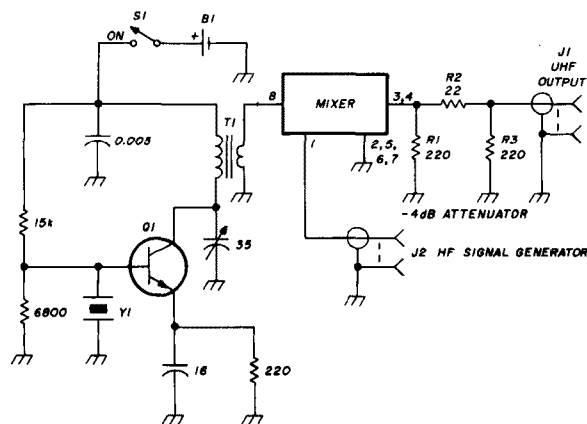 S1
B1
ON
+
J1
UHF
OUTPUT
R2
22
8
MIXER
3,4
T1
0.005
1
2,5,
6,7
R1
220
R3
220
-4dB ATTENUATOR
15k
Q1
35
J2 HF SIGNAL GENERATOR
6800
Y1
16
220